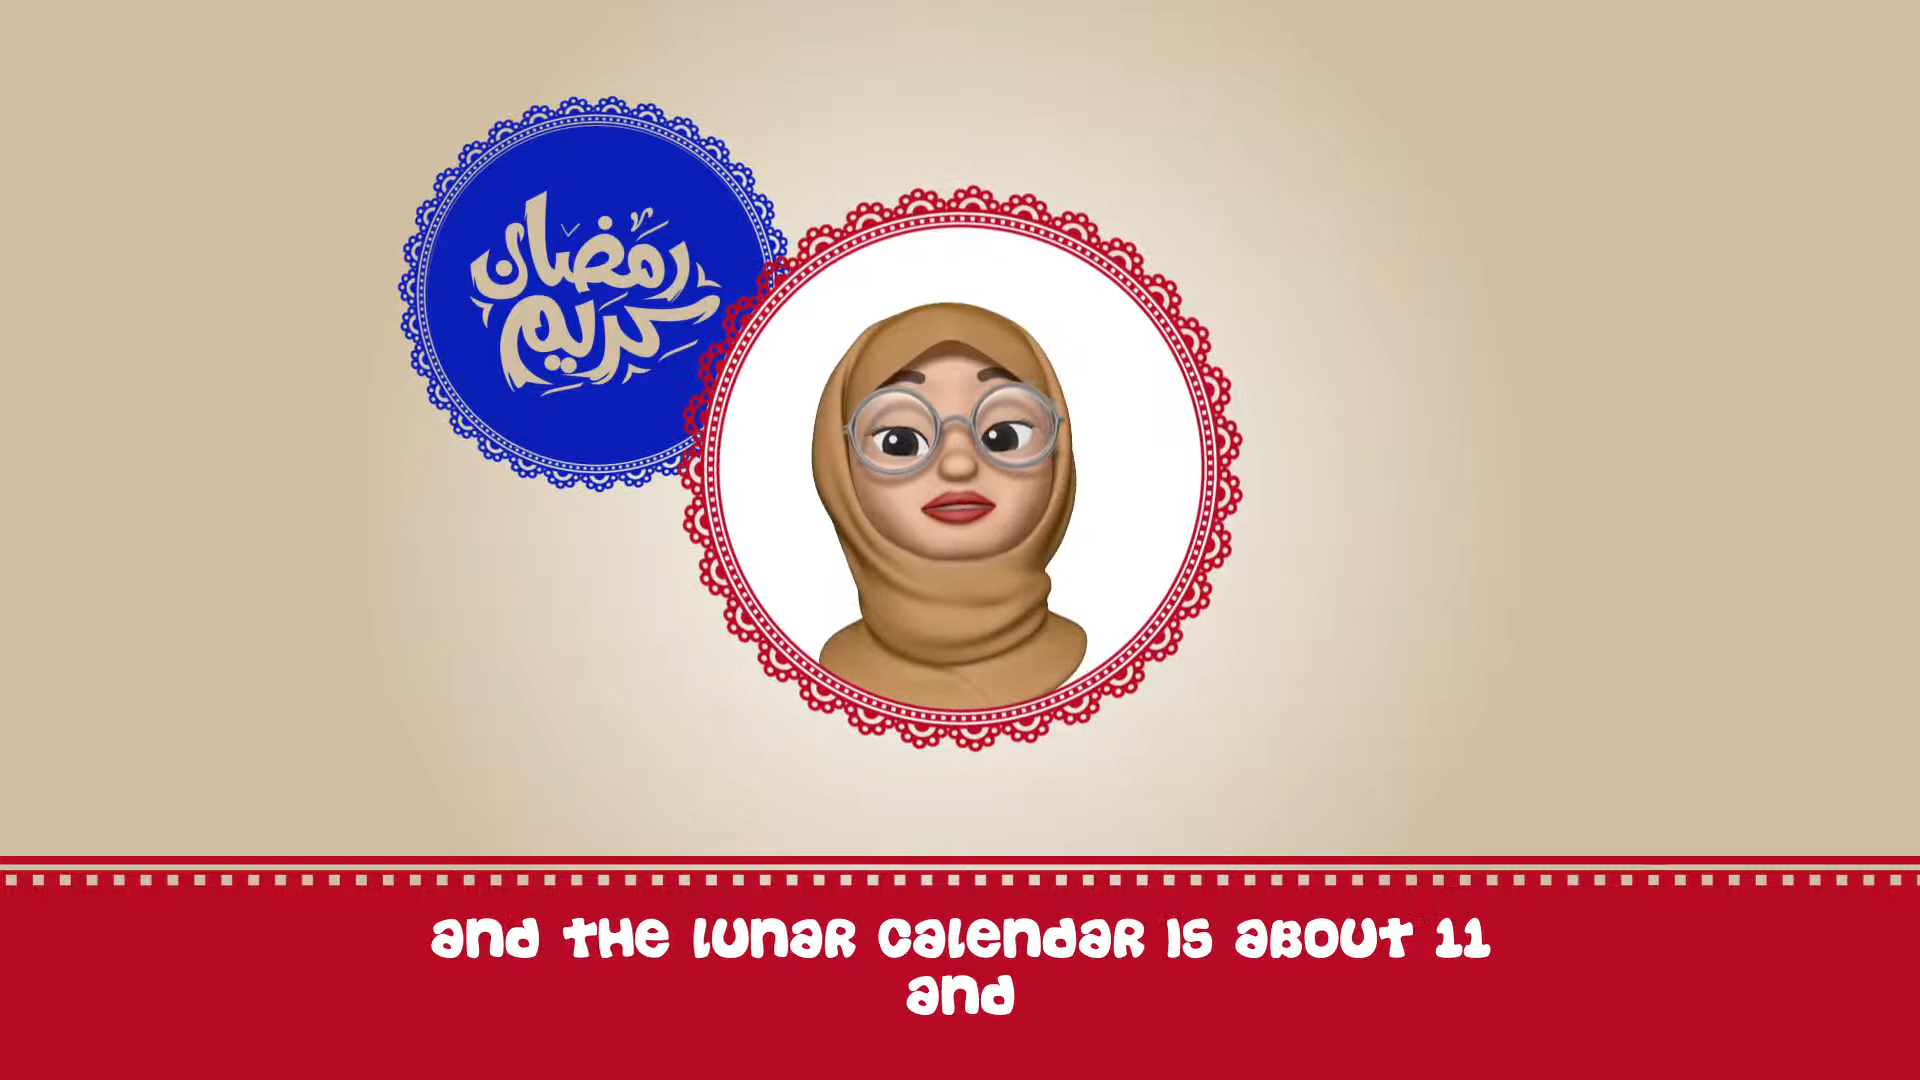 رمضان
كريم
and the lunar calendar is about 11
and